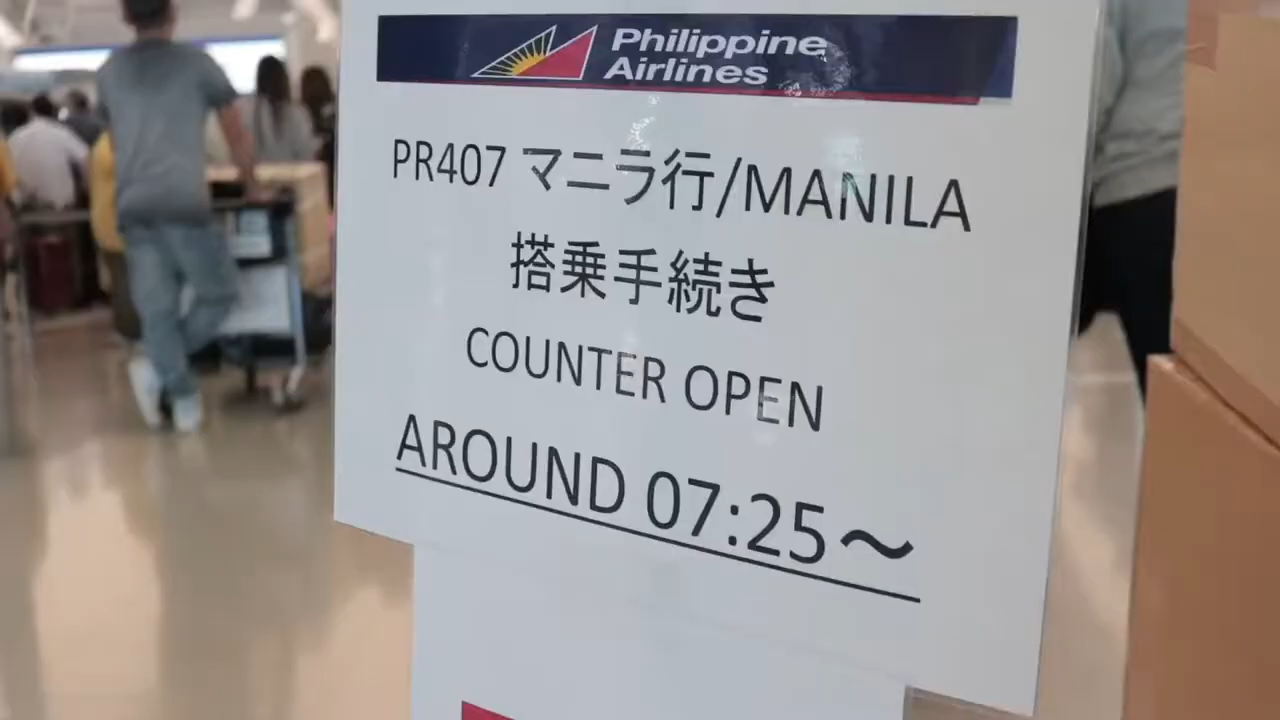 Philippine
Airlines
PR407 マニラ行/MANILA
搭乗手続き
COUNTER OPEN
AROUND 07:25～